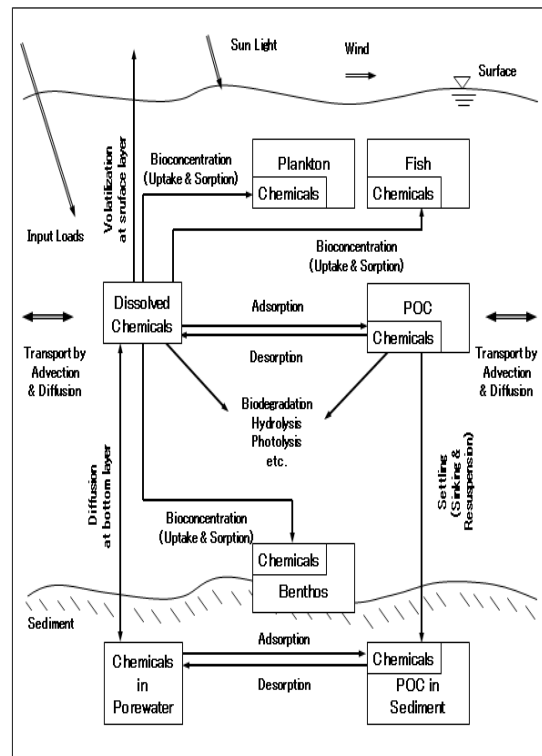 Sun Light
Wind
Surface
Volatilization
at sruface layer
Input Loads
Bioconcentration
(Uptake & Sorption)
Plankton
Chemicals
Fish
Chemicals
Bioconcentration
(Uptake & Sorption)
Dissolved
Chemicals
Adsorption
Desorption
POC
Chemicals
Transport by
Advection
& Diffusion
Transport by
Advection
& Diffusion
Biodegradation
Hydrolysis
Photolysis
etc.
Diffusion
at bottom layer
Settling
(Sinking &
Resuspension)
Bioconcentration
(Uptake & Sorption)
Chemicals
Benthos
Sediment
Chemicals
in
Porewater
Adsorption
Desorption
Chemicals
POC in
Sediment